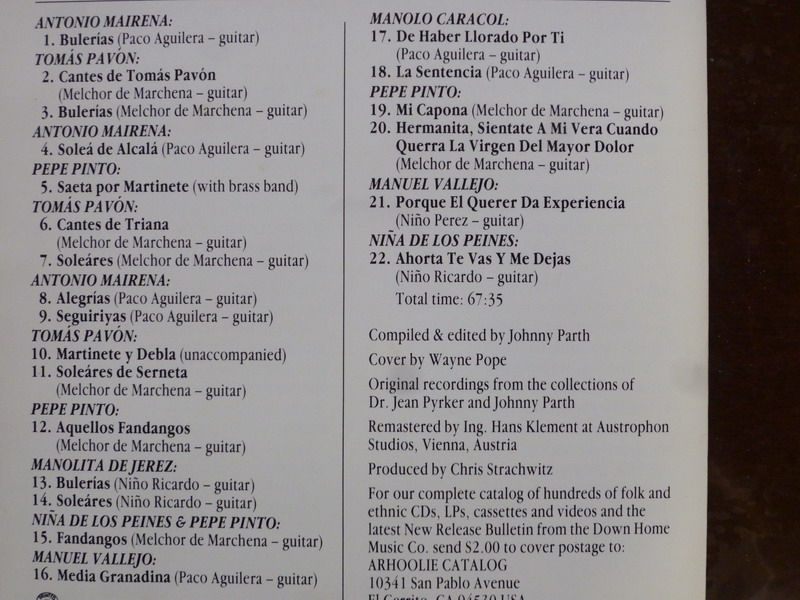 ANTONIO MAIRENA:
1. Bulerías (Paco Aguilera – guitar)
TOMÁS PAVÓN:
2. Cantes de Tomás Pavón
(Melchor de Marchena – guitar)
3. Bulerías (Melchor de Marchena – guitar)
ANTONIO MAIRENA:
4. Soleá de Alcalá (Paco Aguilera – guitar)
PEPE PINTO:
5. Saeta por Martinete (with brass band)
TOMÁS PAVÓN:
6. Cantes de Triana
(Melchor de Marchena – guitar)
7. Soleáres (Melchor de Marchena – guitar)
ANTONIO MAIRENA:
8. Alegrías (Paco Aguilera – guitar)
9. Seguiriyas (Paco Aguilera – guitar)
TOMÁS PAVÓN:
10. Martinete y Debla (unaccompanied)
11. Soleáres de Serneta
(Melchor de Marchena – guitar)
PEPE PINTO:
12. Aquellos Fandangos
(Melchor de Marchena – guitar)
MANOLITA DE JEREZ:
13. Bulerías (Niño Ricardo – guitar)
14. Soleáres (Niño Ricardo – guitar)
NIÑA DE LOS PEINES & PEPE PINTO:
15. Fandangos (Melchor de Marchena – guitar)
MANUEL VALLEJO:
16. Media Granadina (Paco Aguilera – guitar)
MANOLO CARACOL:
17. De Haber Llorado Por Ti
(Paco Aguilera – guitar)
18. La Sentencia (Paco Aguilera – guitar)
PEPE PINTO:
19. Mi Capona (Melchor de Marchena – guitar)
20. Hermanita, Sientate A Mi Vera Cuando
Querra La Virgen Del Mayor Dolor
(Melchor de Marchena – guitar)
MANUEL VALLEJO:
21. Porque El Querer Da Experiencia
(Niño Perez – guitar)
NIÑA DE LOS PEINES:
22. Ahorta Te Vas Y Me Dejas
(Niño Ricardo – guitar)
Total time: 67:35
Compiled & edited by Johnny Parth
Cover by Wayne Pope
Original recordings from the collections of
Dr. Jean Pyrker and Johnny Parth
Remastered by Ing. Hans Klement at Austrophon
Studios, Vienna, Austria
Produced by Chris Strachwitz
For our complete catalog of hundreds of folk and
ethnic CDs, LPs, cassettes and videos and the
latest New Release Bulletin from the Down Home
Music Co. send $2.00 to cover postage to:
ARHOOLIE CATALOG
10341 San Pablo Avenue
El Cerrito, CA 94530 USA